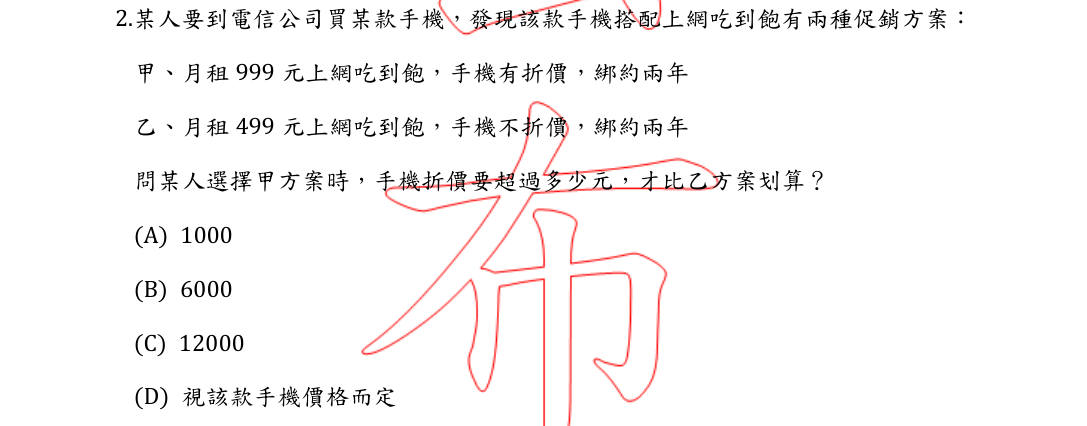 2.某人要到電信公司買某款手機，發現該款手機搭配上網吃到飽有兩種促銷方案：
甲、月租 999 元上網吃到飽，手機有折價，綁約兩年
乙、月租 499 元上網吃到飽，手機不折價，綁約兩年
問某人選擇甲方案時，手機折價要超過多少元，才比乙方案划算？
(A) 1000
(B) 6000
(C) 12000
(D) 視該款手機價格而定
布